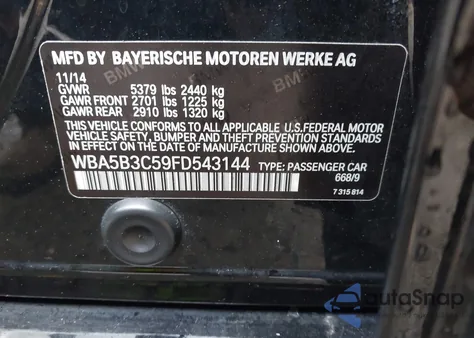 MFD BY BAYERISCHE MOTOREN WERKE AG
11/14
GVWR 5379 lbs 2440 kg
GAWR FRONT 2701 lbs 1225 kg
GAWR REAR 2910 lbs 1320 kg
THIS VEHICLE CONFORMS TO ALL APPLICABLE U.S.FEDERAL MOTOR
VEHICLE SAFETY, BUMPER AND THEFT PREVENTION STANDARDS
IN EFFECT ON THE DATE OF MANUFACTURE SHOWN ABOVE.
WBA5B3C59FD543144 TYPE: PASSENGER CAR
668/9
7 315 814
autoSnap